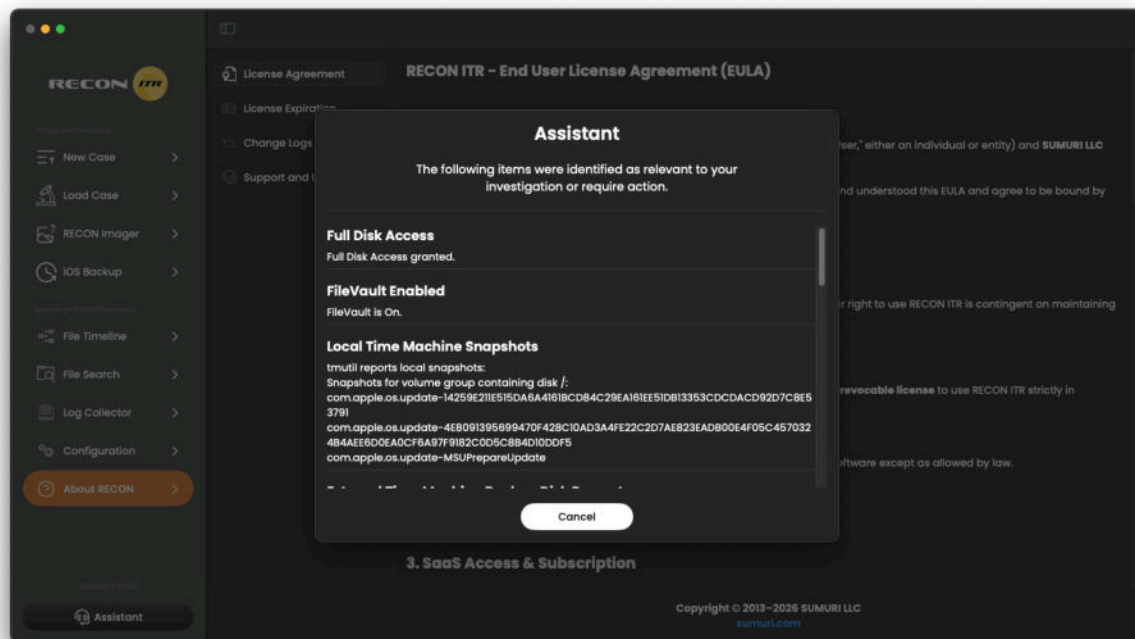 RECON ITR
New Case
Load Case
RECON Imager
iOS Backup
File Timeline
File Search
Log Collector
Configuration
About RECON
Assistant
License Agreement
License Expiration
Change Logs
Support and
RECON ITR – End User License Agreement (EULA)
User," either an individual or entity) and SUMURI LLC
nd understood this EULA and agree to be bound by
r right to use RECON ITR is contingent on maintaining
revocable license to use RECON ITR strictly in
oftware except as allowed by law.
3. SaaS Access & Subscription
Copyright © 2013–2026 SUMURI LLC
sumuri.com
Assistant
The following items were identified as relevant to your
investigation or require action.
Full Disk Access
Full Disk Access granted.
FileVault Enabled
FileVault is On.
Local Time Machine Snapshots
tmutil reports local snapshots:
Snapshots for volume group containing disk /:
com.apple.os.update-14259E211E515DA6A41618CD84C29EA161EE51DB13353CDCDACD92D7C8E5
3791
com.apple.os.update-4E8091395699470F428C10AD3A4FE22C2D7AE823EADB00E4F05C457032
4B4AEE6D0EA0CF6A97F9182C0D5C8B4D10DDF5
com.apple.os.update-MSUPrepareUpdate
Cancel